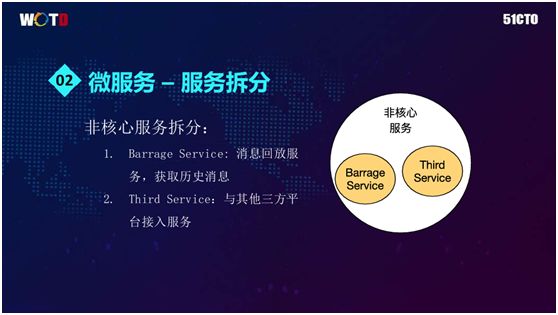 WOTD
51CTO
02
微服务 – 服务拆分
非核心服务拆分：
1. Barrage Service: 消息回放服
务，获取历史消息
2. Third Service：与其他三方平
台接入服务
非核心
服务
Barrage
Service
Third
Service